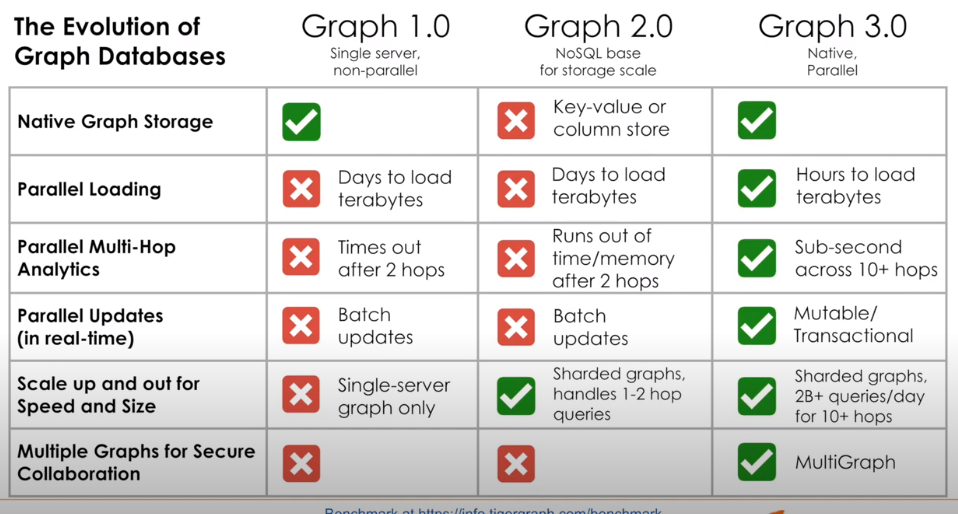 The Evolution of
Graph Databases
Graph 1.0
Single server,
non-parallel
Graph 2.0
NoSQL base
for storage scale
Graph 3.0
Native,
Parallel
Native Graph Storage
Key-value or
column store
Parallel Loading
Days to load
terabytes
Days to load
terabytes
Hours to load
terabytes
Parallel Multi-Hop
Analytics
Times out
after 2 hops
Runs out of
time/memory
after 2 hops
Sub-second
across 10+ hops
Parallel Updates
(in real-time)
Batch
updates
Batch
updates
Mutable/
Transactional
Scale up and out for
Speed and Size
Single-server
graph only
Sharded graphs,
handles 1-2 hop
queries
Sharded graphs,
2B+ queries/day
for 10+ hops
Multiple Graphs for Secure
Collaboration
MultiGraph
Benchmark at https://info.tigergraph.com/benchmark